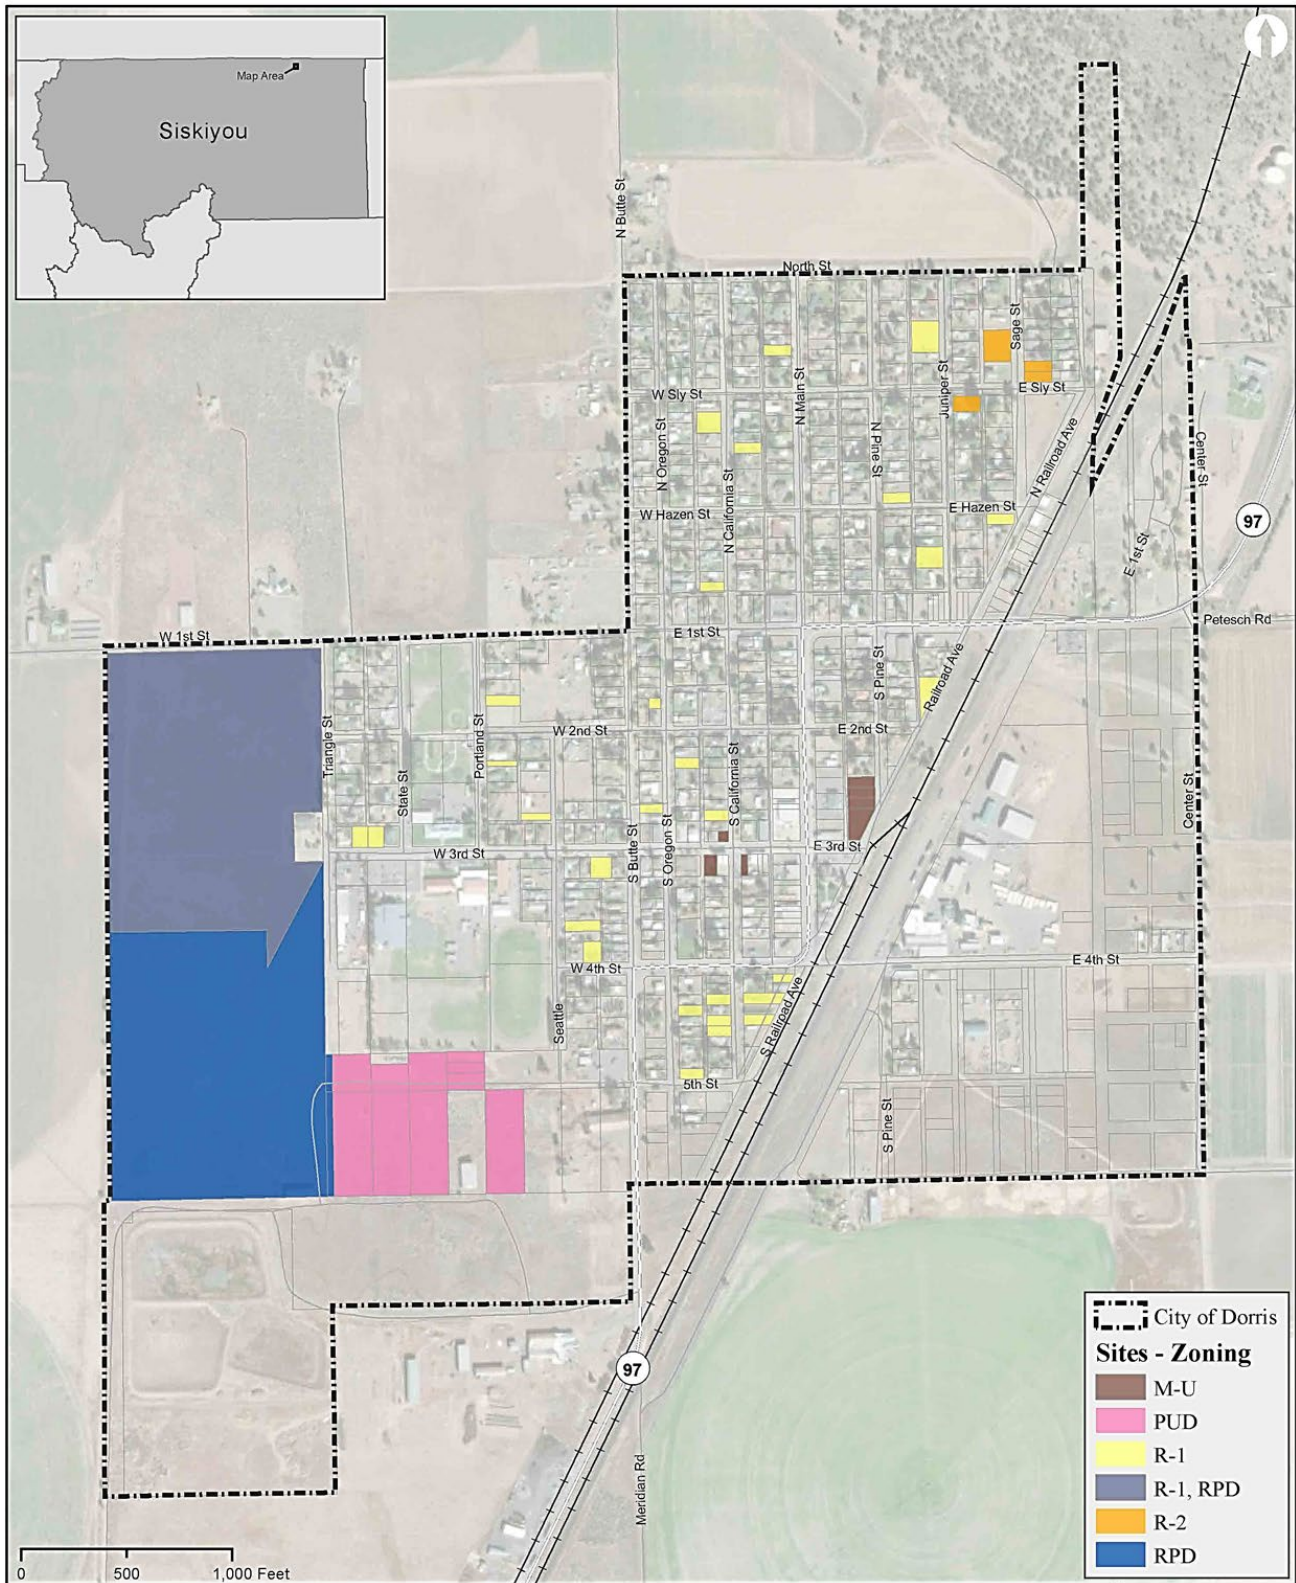 Map Area
Siskiyou
N Butte St
North St
Sage St
Juniper St
E Sly St
W Sly St
N Main St
N Oregon St
N Pine St
N Railroad Ave
Center St
W Hazen St
N California St
E Hazen St
97
E 1st St
Petesch Rd
W 1st St
E 1st St
S Pine St
Railroad Ave
Triangle St
Portland St
W 2nd St
E 2nd St
State St
S California St
Center St
W 3rd St
S Butte St
S Oregon St
E 3rd St
W 4th St
E 4th St
Seattle
S Railroad Ave
5th St
S Pine St
97
Meridian Rd
City of Dorris
Sites - Zoning
M-U
PUD
R-1
R-1, RPD
R-2
RPD
0 500 1,000 Feet